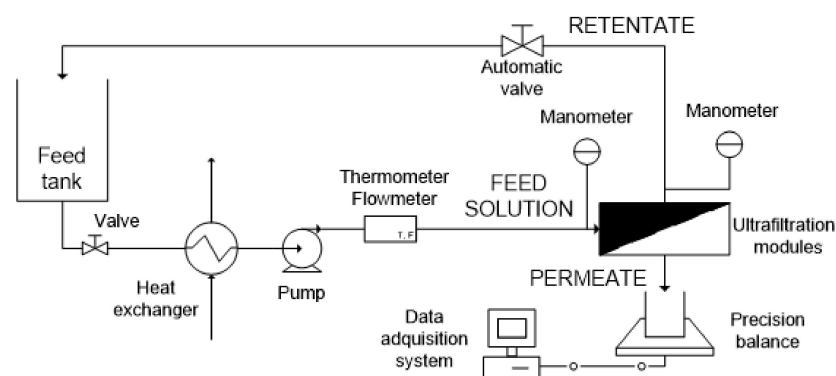 RETENTATE
Automatic
valve
Manometer
Manometer
Feed
tank
Thermometer
Flowmeter
FEED
SOLUTION
Valve
T, F
Ultrafiltration
modules
Heat
exchanger
Pump
PERMEATE
Data
adquisition
system
Precision
balance